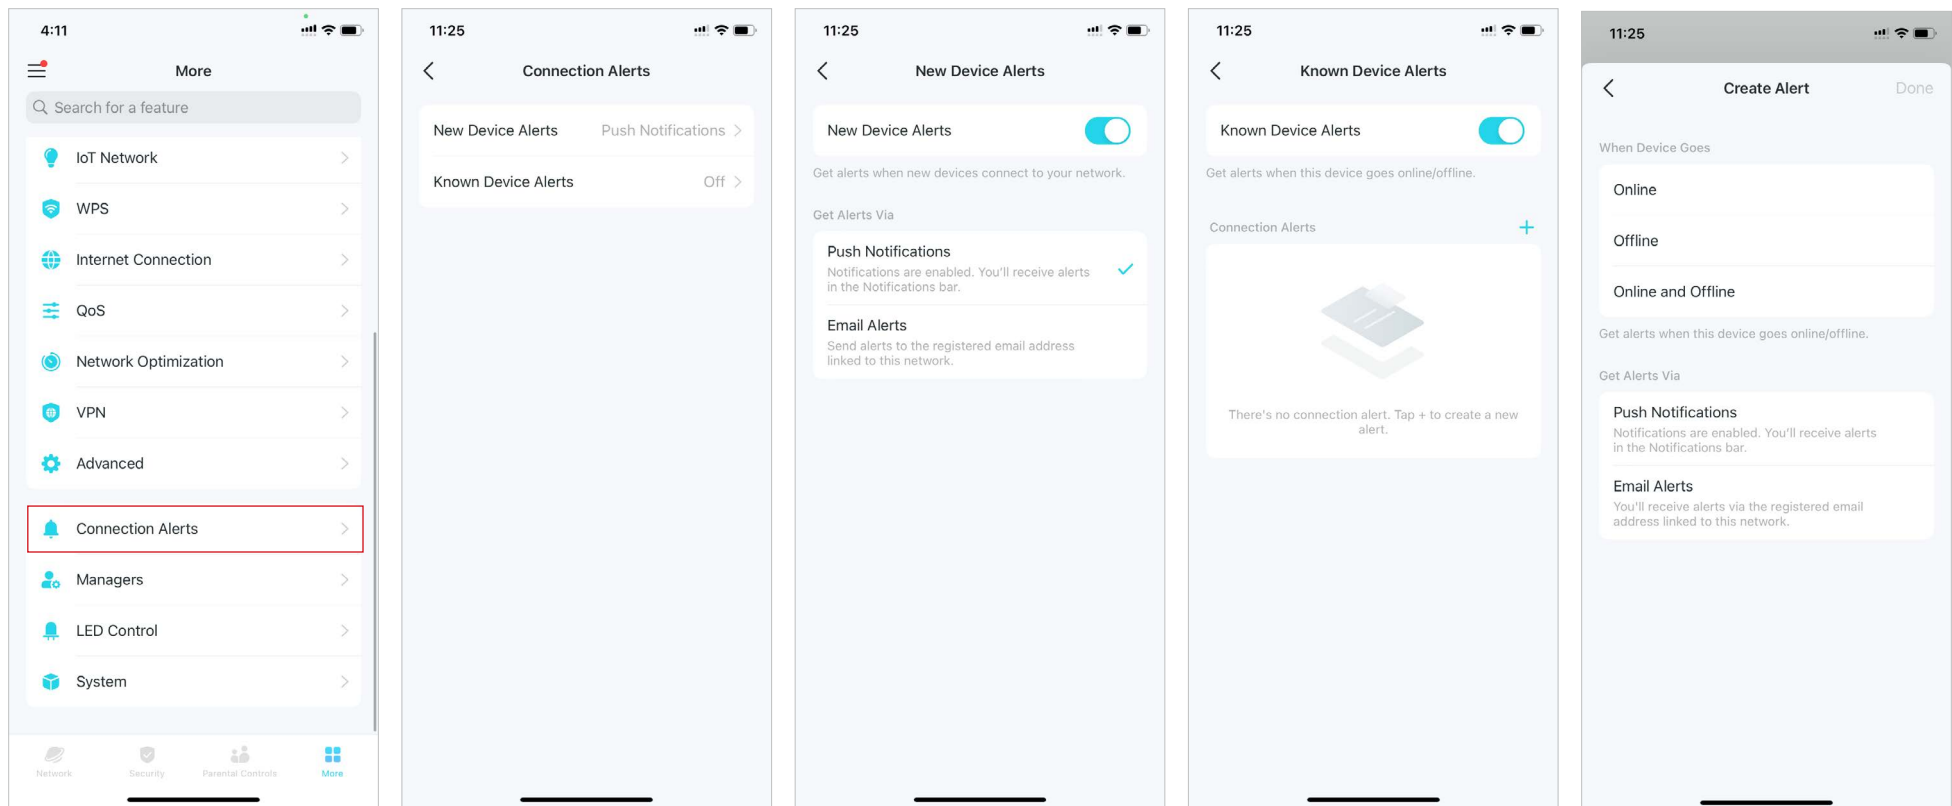 4:11
More
Search for a feature
IoT Network
WPS
Internet Connection
QoS
Network Optimization
VPN
Advanced
Connection Alerts
Managers
LED Control
System
Network
Security
Parental Controls
More
11:25
Connection Alerts
New Device Alerts
Push Notifications
Known Device Alerts
Off
11:25
New Device Alerts
New Device Alerts
Get alerts when new devices connect to your network.
Get Alerts Via
Push Notifications
Notifications are enabled. You'll receive alerts
in the Notifications bar.
Email Alerts
Send alerts to the registered email address
linked to this network.
11:25
Known Device Alerts
Known Device Alerts
Get alerts when this device goes online/offline.
Connection Alerts
There's no connection alert. Tap + to create a new
alert.
11:25
Create Alert
Done
When Device Goes
Online
Offline
Online and Offline
Get alerts when this device goes online/offline.
Get Alerts Via
Push Notifications
Notifications are enabled. You'll receive alerts
in the Notifications bar.
Email Alerts
You'll receive alerts via the registered email
address linked to this network.